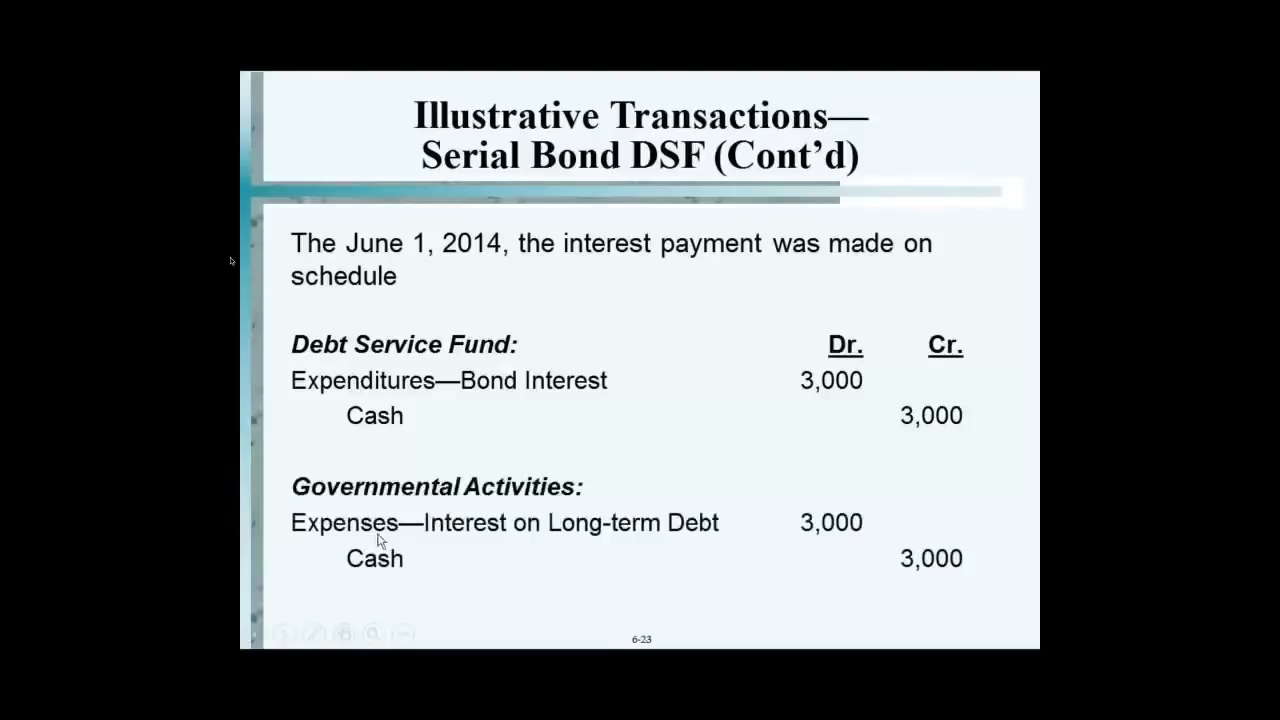 Illustrative Transactions—
Serial Bond DSF (Cont’d)
The June 1, 2014, the interest payment was made on
schedule
Debt Service Fund: Dr. Cr.
Expenditures—Bond Interest 3,000
Cash 3,000
Governmental Activities:
Expenses—Interest on Long-term Debt 3,000
Cash 3,000
6-23